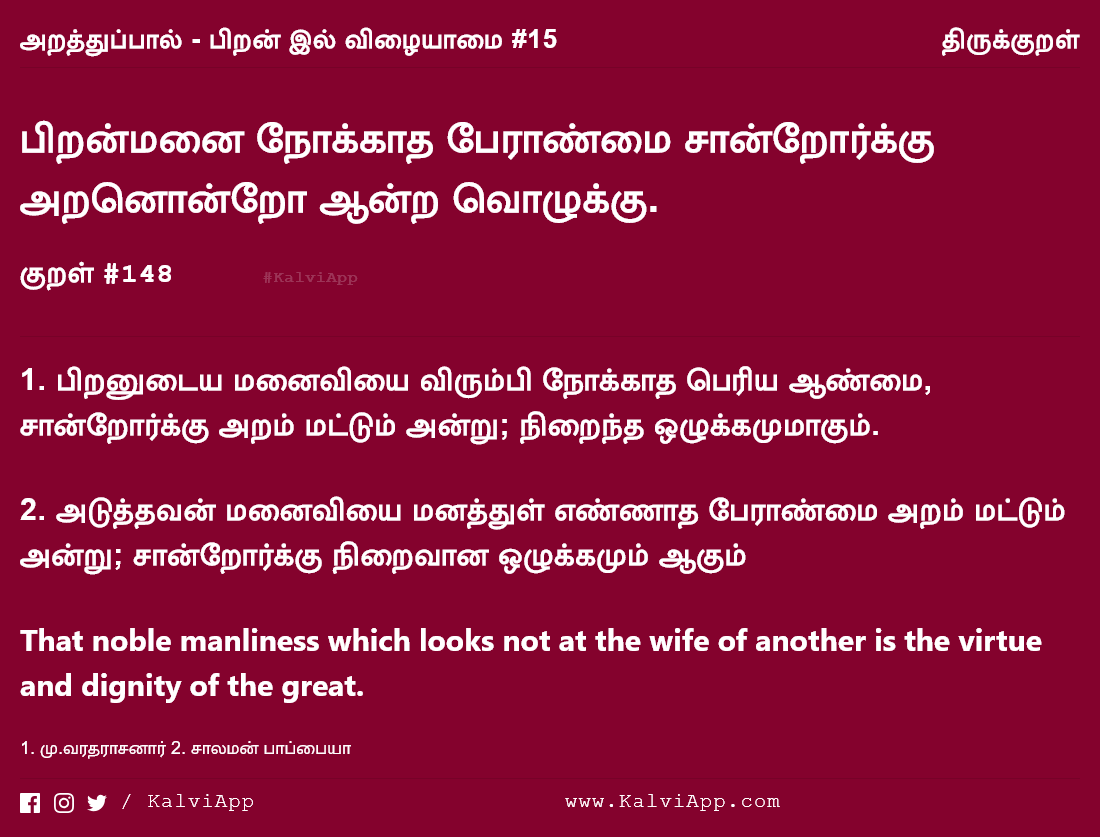 அறத்துப்பால் - பிறன் இல் விழையாமை #15
திருக்குறள்
பிறன்மனை நோக்காத பேராண்மை சான்றோர்க்கு
அறனொன்றோ ஆன்ற வொழுக்கு.
குறள் #148
#KalviApp
1. பிறனுடைய மனைவியை விரும்பி நோக்காத பெரிய ஆண்மை,
சான்றோர்க்கு அறம் மட்டும் அன்று; நிறைந்த ஒழுக்கமுமாகும்.
2. அடுத்தவன் மனைவியை மனத்துள் எண்ணாத பேராண்மை அறம் மட்டும்
அன்று; சான்றோர்க்கு நிறைவான ஒழுக்கமும் ஆகும்
That noble manliness which looks not at the wife of another is the virtue
and dignity of the great.
1. மு.வரதராசனார் 2. சாலமன் பாப்பையா
/ KalviApp
www.KalviApp.com